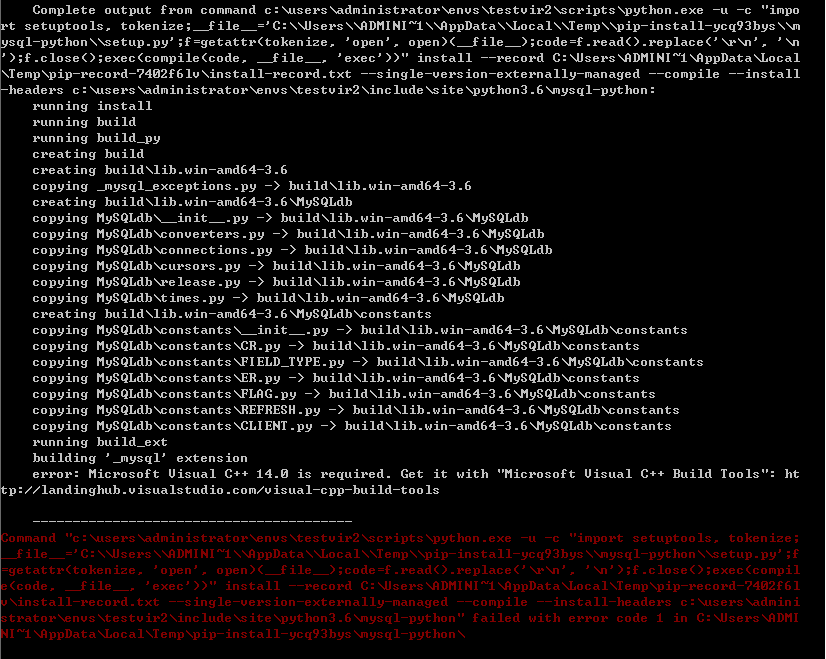 Complete output from command c:\users\administrator\envs\testvir2\scripts\python.exe -u -c "impo
rt setuptools, tokenize;__file__='C:\\Users\\ADMINI~1\\AppData\\Local\\Temp\\pip-install-ycq93bys\\m
ysql-python\\setup.py';f=getattr(tokenize, 'open', open)(__file__);code=f.read().replace('\r\n', '\n
');f.close();exec(compile(code, __file__, 'exec'))" install --record C:\Users\ADMINI~1\AppData\Local
\Temp\pip-record-7402f6lv\install-record.txt --single-version-externally-managed --compile --install
-headers c:\users\administrator\envs\testvir2\include\site\python3.6\mysql-python:
running install
running build
running build_py
creating build
creating build\lib.win-amd64-3.6
copying _mysql_exceptions.py -> build\lib.win-amd64-3.6
creating build\lib.win-amd64-3.6\MySQLdb
copying MySQLdb\__init__.py -> build\lib.win-amd64-3.6\MySQLdb
copying MySQLdb\converters.py -> build\lib.win-amd64-3.6\MySQLdb
copying MySQLdb\connections.py -> build\lib.win-amd64-3.6\MySQLdb
copying MySQLdb\cursors.py -> build\lib.win-amd64-3.6\MySQLdb
copying MySQLdb\release.py -> build\lib.win-amd64-3.6\MySQLdb
copying MySQLdb\times.py -> build\lib.win-amd64-3.6\MySQLdb
creating build\lib.win-amd64-3.6\MySQLdb\constants
copying MySQLdb\constants\__init__.py -> build\lib.win-amd64-3.6\MySQLdb\constants
copying MySQLdb\constants\CR.py -> build\lib.win-amd64-3.6\MySQLdb\constants
copying MySQLdb\constants\FIELD_TYPE.py -> build\lib.win-amd64-3.6\MySQLdb\constants
copying MySQLdb\constants\ER.py -> build\lib.win-amd64-3.6\MySQLdb\constants
copying MySQLdb\constants\FLAG.py -> build\lib.win-amd64-3.6\MySQLdb\constants
copying MySQLdb\constants\REFRESH.py -> build\lib.win-amd64-3.6\MySQLdb\constants
copying MySQLdb\constants\CLIENT.py -> build\lib.win-amd64-3.6\MySQLdb\constants
running build_ext
building '_mysql' extension
error: Microsoft Visual C++ 14.0 is required. Get it with "Microsoft Visual C++ Build Tools": ht
tp://landinghub.visualstudio.com/visual-cpp-build-tools
----------------------------------------
Command "c:\users\administrator\envs\testvir2\scripts\python.exe -u -c "import setuptools, tokenize;
__file__='C:\\Users\\ADMINI~1\\AppData\\Local\\Temp\\pip-install-ycq93bys\\mysql-python\\setup.py';f
=getattr(tokenize, 'open', open)(__file__);code=f.read().replace('\r\n', '\n');f.close();exec(compil
e(code, __file__, 'exec'))" install --record C:\Users\ADMINI~1\AppData\Local\Temp\pip-record-7402f6l
v\install-record.txt --single-version-externally-managed --compile --install-headers c:\users\admini
strator\envs\testvir2\include\site\python3.6\mysql-python" failed with error code 1 in C:\Users\ADMI
NI~1\AppData\Local\Temp\pip-install-ycq93bys\mysql-python\